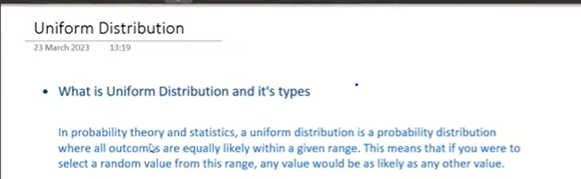 Uniform Distribution
23 March 2023 13:19
• What is Uniform Distribution and it's types
In probability theory and statistics, a uniform distribution is a probability distribution
where all outcomes are equally likely within a given range. This means that if you were to
select a random value from this range, any value would be as likely as any other value.